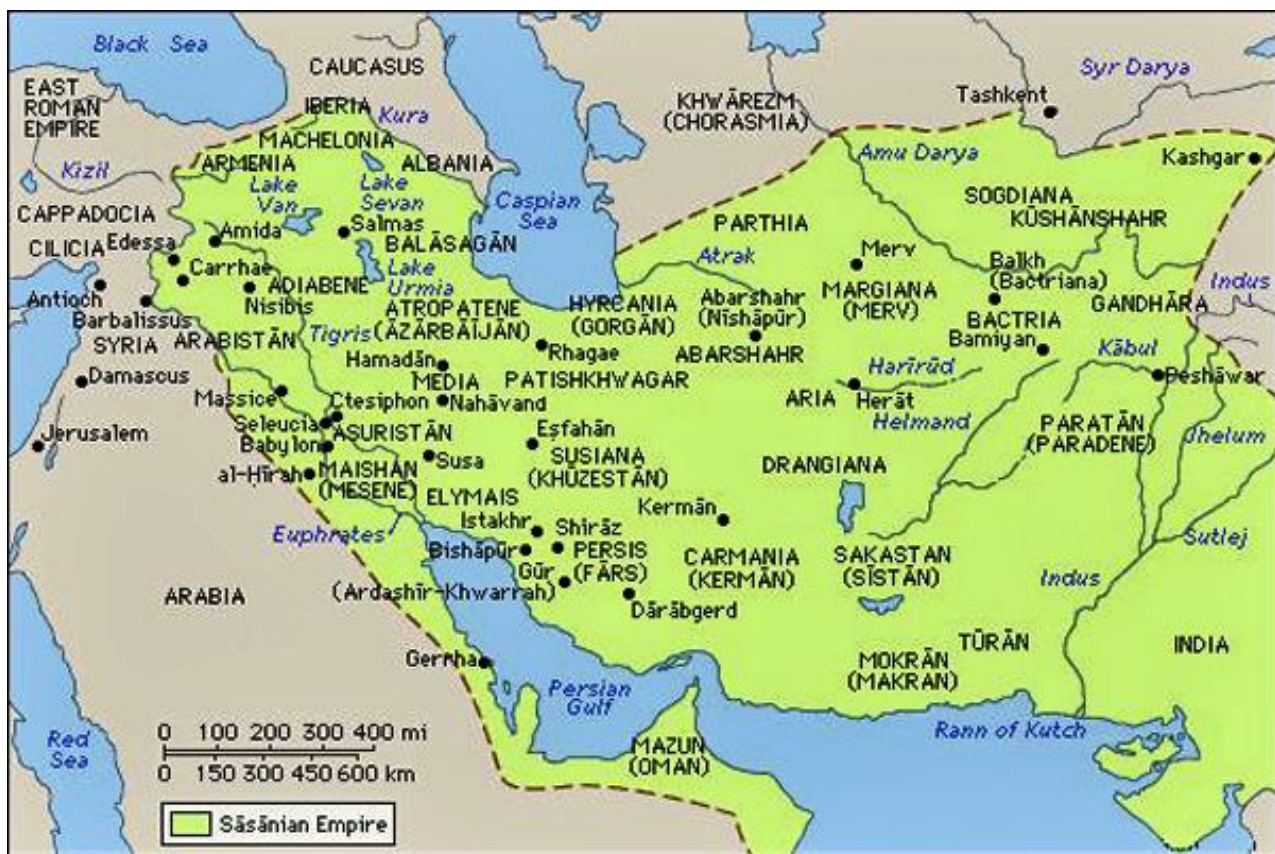 Black Sea
CAUCASUS
EAST
ROMAN
EMPIRE
IBERIA
Kura
MACHELONIA
KHWĀREZM
(CHORASMIA)
Syr Darya
Tashkent
Kizil
ARMENIA
Lake
Van
Lake
Sevan
ALBANIA
Caspian
Sea
Amu Darya
Kashgar
CAPPADOCIA
CILICIA
Edessa
Amida
Salmas
BALĀSAGĀN
PARTHIA
SOGDIANA
KŪSHĀNSHAHR
Carrhae
Lake
Urmia
Atrak
Merv
Balkh
(Bactriana)
Indus
Antioch
ADIABENE
Nisibis
ATROPATENE
(ĀZĀRBĀIJĀN)
HYRCANIA
(GORGĀN)
Abarshahr
(Nīshāpūr)
MARGIANA
(MERV)
GANDHĀRA
Barbalissus
SYRIA
ARABISTĀN
Tigris
Rhagae
ABARSHAHR
BACTRIA
Bamiyan
Damascus
Hamadān
MEDIA
PATISHKHWAGAR
Harīrūd
Kābul
Peshāwar
Massice
Ctesiphon
Nahāvand
ARIA
Herāt
Helmand
PARATĀN
(PARADENE)
Jhelum
Jerusalem
Seleucia
Babylon
ASURISTĀN
Eṣfahān
al-Ḥīrah
MAISHĀN
(MESENE)
Susa
SUSIANA
(KHŪZESTĀN)
DRANGIANA
ELYMAIS
Istakhr
Shirāz
Kermān
Euphrates
Bishāpūr
PERSIS
(FĀRS)
CARMANIA
(KERMĀN)
SAKASTAN
(SĪSTĀN)
Indus
Sutlej
Gūr
(Ardashīr-Khwarrah)
ARABIA
Dārābgerd
Gerrha
MOKRĀN
(MAKRAN)
TŪRĀN
INDIA
Persian
Gulf
Rann of Kutch
Red
Sea
MAZUN
(OMAN)
0 100 200 300 400 mi
0 150 300 450 600 km
Sāsānian Empire